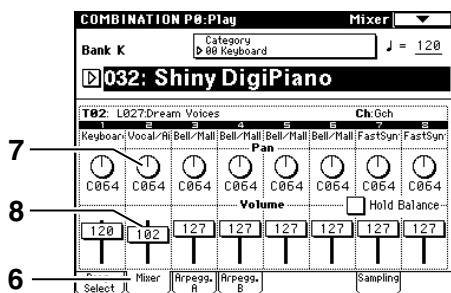 COMBINATION P0:Play Mixer
Bank K Category ♩ = 120
00 Keyboard
032: Shiny DigiPiano
T02: L027:Dream Voices Ch:Gch
1 2 3 4 5 6 7 8
Keyboar Vocal/Ai Bell/Mall Bell/Mall Bell/Mall Bell/Mall FastSyn FastSyn
Pan
7
C064 C064 C064 C064 C064 C064 C064 C064
Volume Hold Balance
8
120 102 127 127 127 127 127 127
6
Select Mixer Arpegg. A Arpegg. B Sampling